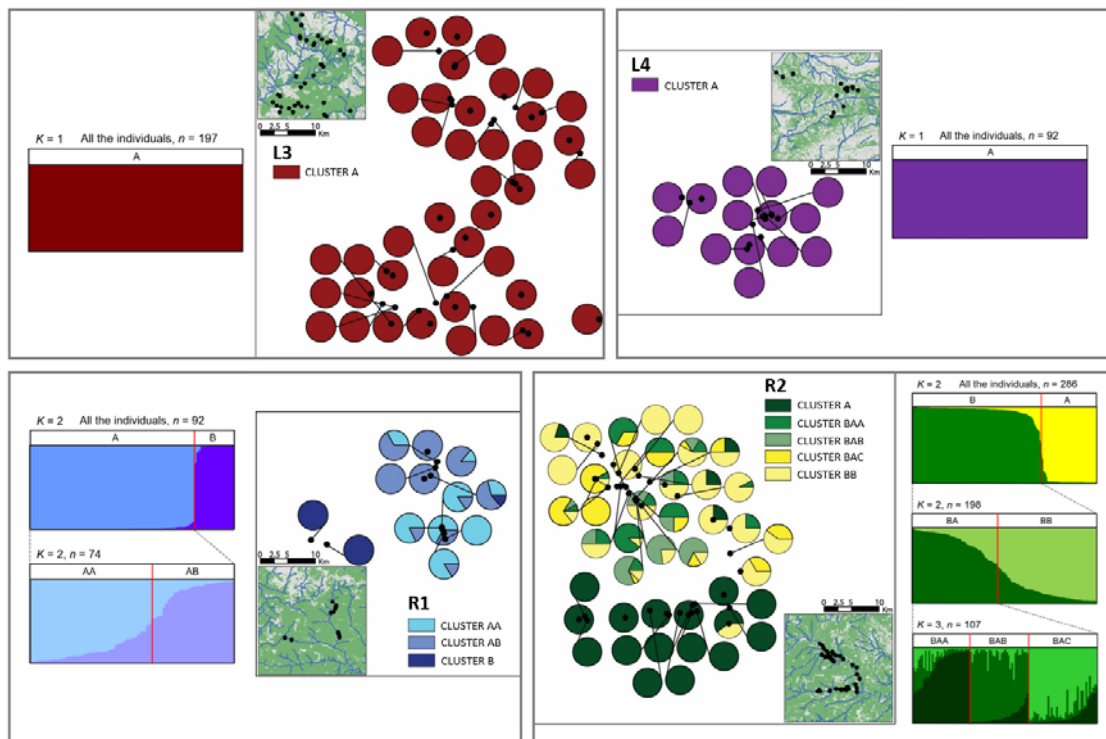 K = 1 All the individuals, n = 197
A
0 2.5 5 10
Km
L3
CLUSTER A
L4
CLUSTER A
0 2.5 5 10
Km
K = 1 All the individuals, n = 92
A
K = 2 All the individuals, n = 92
A B
K = 2, n = 74
AA AB
0 2.5 5 10
Km
R1
CLUSTER AA
CLUSTER AB
CLUSTER B
R2
CLUSTER A
CLUSTER BAA
CLUSTER BAB
CLUSTER BAC
CLUSTER BB
0 2.5 5 10
Km
K = 2 All the individuals, n = 286
B A
K = 2, n = 196
BA BB
K = 3, n = 107
BAA BAB BAC